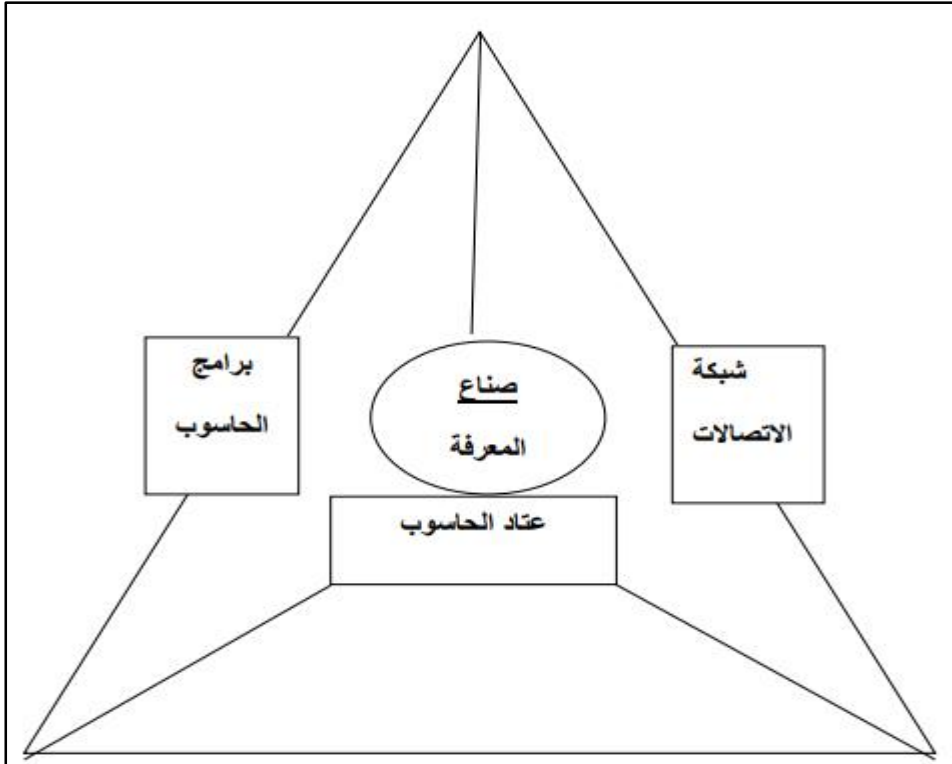 برامج
الحاسوب
صناع
المعرفة
شبكة
الاتصالات
عتاد الحاسوب